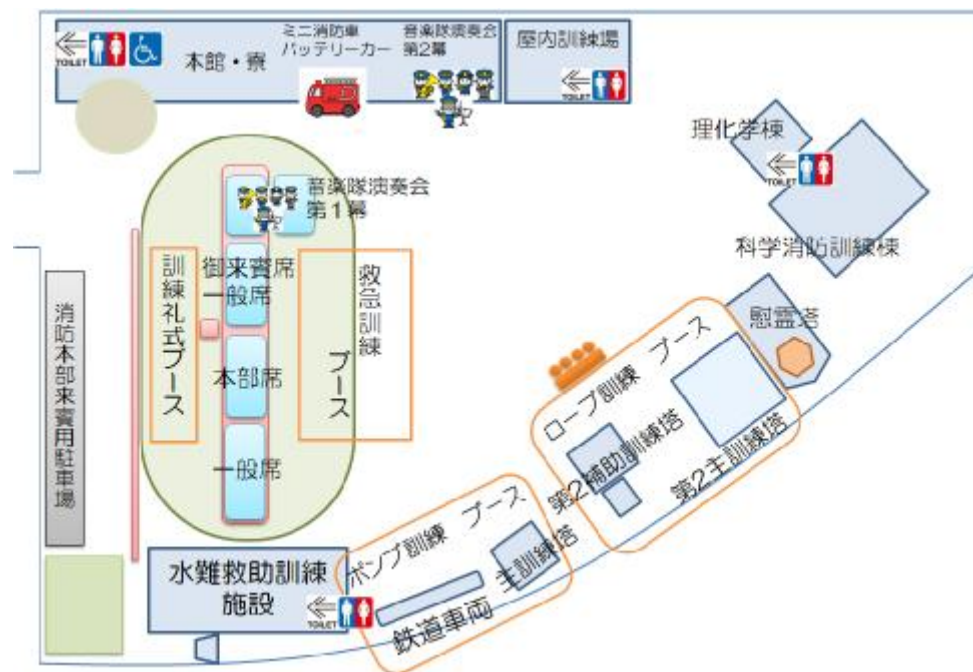 TOILET
本館・寮
ミニ消防車
バッテリーカー
音楽隊演奏会
第2幕
屋内訓練場
TOILET
理化学棟
TOILET
科学消防訓練棟
慰霊塔
音楽隊演奏会
第１幕
御来賓席
一般席
本部席
一般席
訓練礼式ブース
救急訓練
ブース
消防本部来賓用駐車場
ロープ訓練 ブース
第2補助訓練塔
第2主訓練塔
ポンプ訓練 ブース
主訓練塔
鉄道車両
水難救助訓練
施設
TOILET